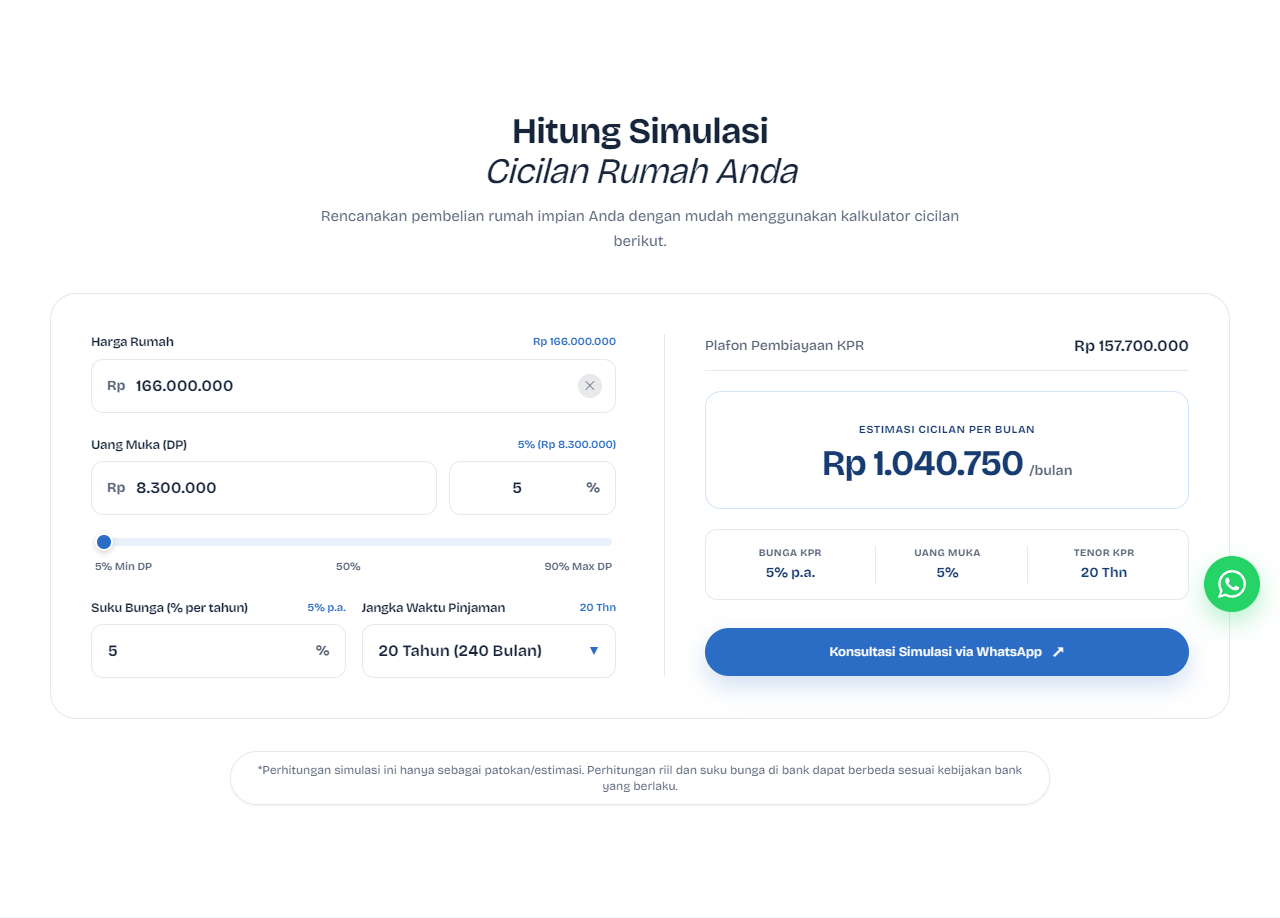 Hitung Simulasi
Cicilan Rumah Anda
Rencanakan pembelian rumah impian Anda dengan mudah menggunakan kalkulator cicilan
berikut.
Harga Rumah
Rp 166.000.000
Rp 166.000.000
Uang Muka (DP)
5% (Rp 8.300.000)
Rp 8.300.000
5 %
5% Min DP
50%
90% Max DP
Suku Bunga (% per tahun)
5% p.a.
5 %
Jangka Waktu Pinjaman
20 Thn
20 Tahun (240 Bulan) ▼
Plafon Pembiayaan KPR
Rp 157.700.000
ESTIMASI CICILAN PER BULAN
Rp 1.040.750 /bulan
BUNGA KPR
5% p.a.
UANG MUKA
5%
TENOR KPR
20 Thn
Konsultasi Simulasi via WhatsApp ↗
*Perhitungan simulasi ini hanya sebagai patokan/estimasi. Perhitungan riil dan suku bunga di bank dapat berbeda sesuai kebijakan bank
yang berlaku.